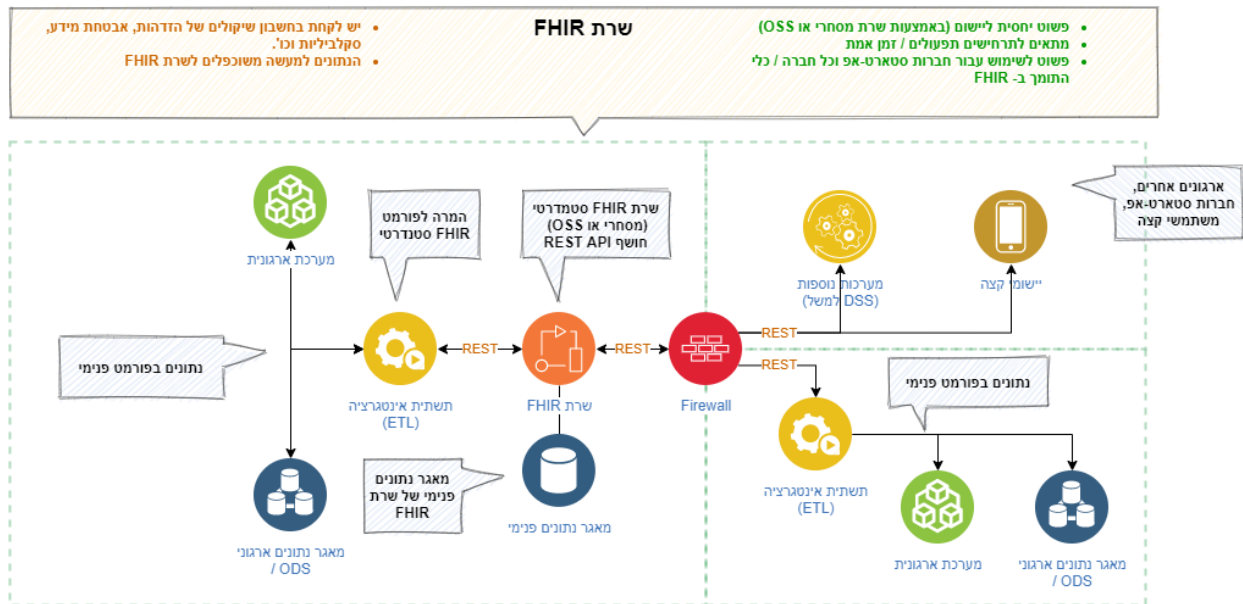 שרת FHIR
פשוט יחסית ליישום (באמצעות שרת מסחרי או OSS)
מתאים לתרחישים תפעולים / זמן אמת
פשוט לשימוש עבור חברות סטארט-אפ וכל חברה / כלי
התומך ב- FHIR
יש לקחת בחשבון שיקולים של הזדהות, אבטחת מידע,
סקלביליות וכו'.
הנתונים למעשה משוכפלים לשרת FHIR
ארגונים אחרים,
חברות סטארט-אפ,
משתמשי קצה
שרת FHIR סטמדרטי
(מסחרי או OSS)
חושף REST API
המרה לפורמט
FHIR סטנדרטי
מערכת ארגונית
יישומי קצה
מערכות נוספות
(DSS למשל)
REST
REST
REST
REST
נתונים בפורמט פנימי
תשתית אינטגרציה
(ETL)
שרת FHIR
Firewall
נתונים בפורמט פנימי
מאגר נתונים
פנימי של שרת
FHIR
מאגר נתונים פנימי
מאגר נתונים ארגוני
/ ODS
תשתית אינטגרציה
(ETL)
מערכת ארגונית
מאגר נתונים ארגוני
/ ODS